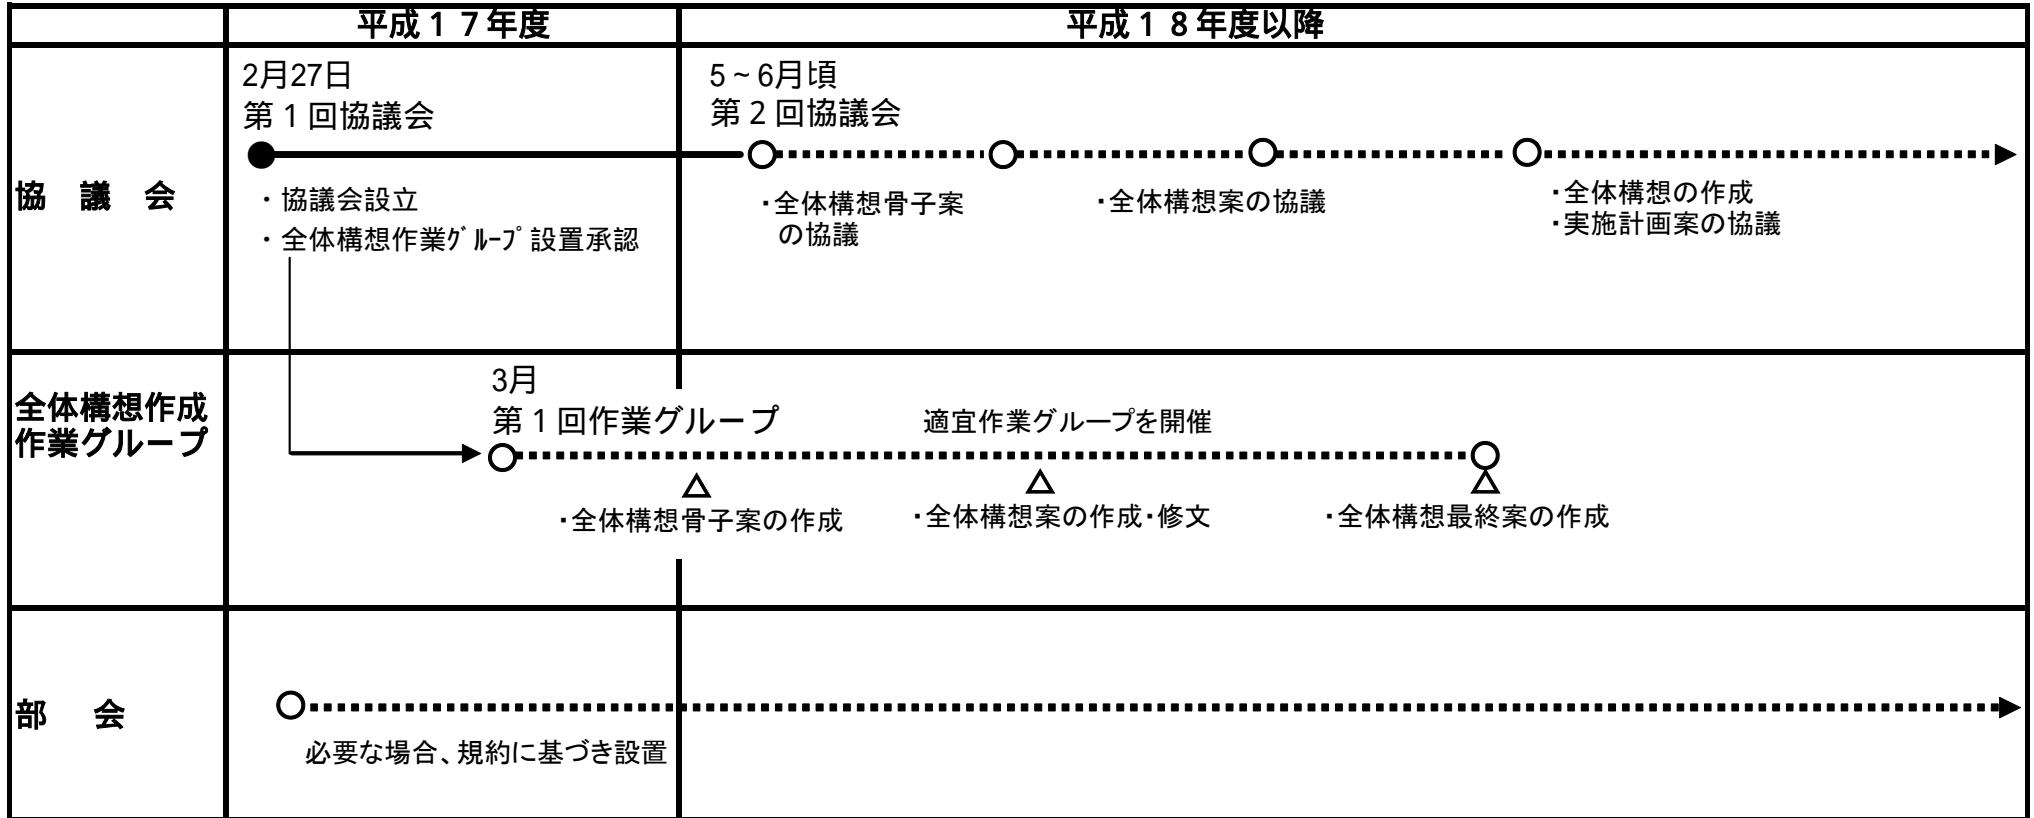 平成１７年度
平成１８年度以降
協　議　会
2月27日
第１回協議会
・協議会設立
・全体構想作業ｸﾞﾙｰﾌﾟ設置承認
5～6月頃
第２回協議会
・全体構想骨子案
の協議
・全体構想案の協議
・全体構想の作成
・実施計画案の協議
全体構想作成
作業グループ
3月
第１回作業グループ
適宜作業グループを開催
・全体構想骨子案の作成
・全体構想案の作成・修文
・全体構想最終案の作成
部　会
必要な場合、規約に基づき設置